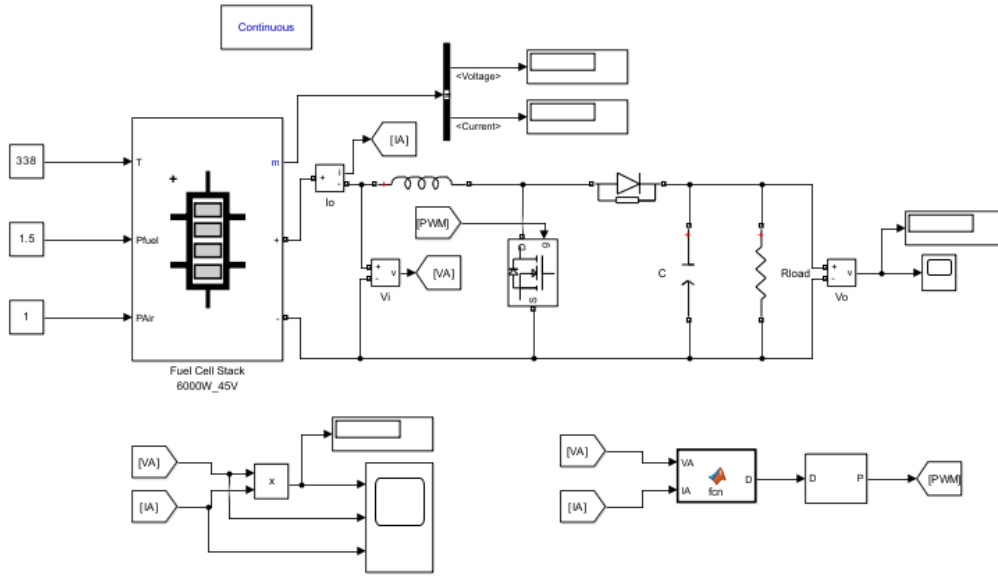 Continuous
<Voltage>
<Current>
[IA]
338
T
m
+
i
-
+
Io
[PWM]
g
D
S
1.5
Pfuel
+
+
-
v
[VA]
Vi
C
Rload
+
-
v
Vo
1
PAir
-
Fuel Cell Stack
6000W_45V
[VA]
[IA]
x
[VA]
[IA]
VA
IA
fcn
D
D
P
[PWM]